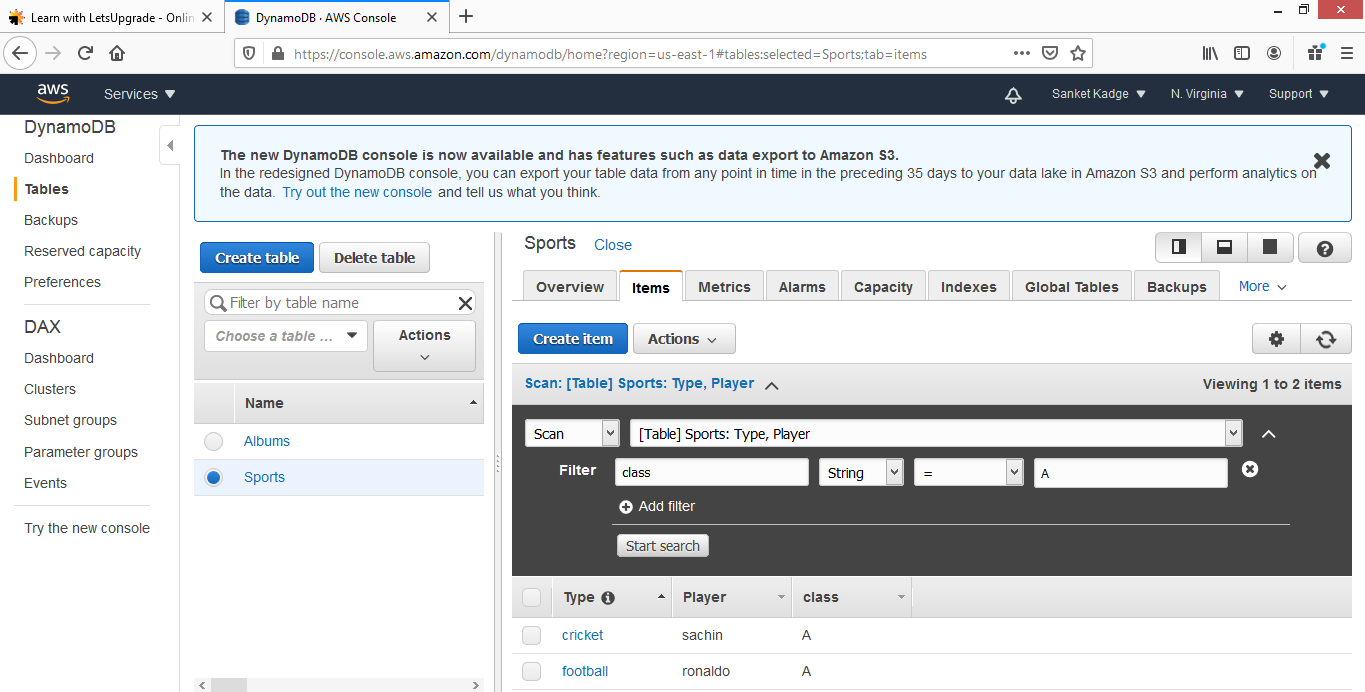 Learn with LetsUpgrade - Onlin
DynamoDB · AWS Console
https://console.aws.amazon.com/dynamodb/home?region=us-east-1#tables:selected=Sports;tab=items
aws
Services
Sanket Kadge
N. Virginia
Support
DynamoDB
Dashboard
Tables
Backups
Reserved capacity
Preferences
DAX
Dashboard
Clusters
Subnet groups
Parameter groups
Events
Try the new console
The new DynamoDB console is now available and has features such as data export to Amazon S3.
In the redesigned DynamoDB console, you can export your table data from any point in time in the preceding 35 days to your data lake in Amazon S3 and perform analytics on
the data. Try out the new console and tell us what you think.
Create table
Delete table
Filter by table name
Choose a table ...
Actions
Name
Albums
Sports
Sports Close
Overview Items Metrics Alarms Capacity Indexes Global Tables Backups More
Create item
Actions
Scan: [Table] Sports: Type, Player
Viewing 1 to 2 items
Scan
[Table] Sports: Type, Player
Filter class String = A
Add filter
Start search
Type Player class
cricket sachin A
football ronaldo A